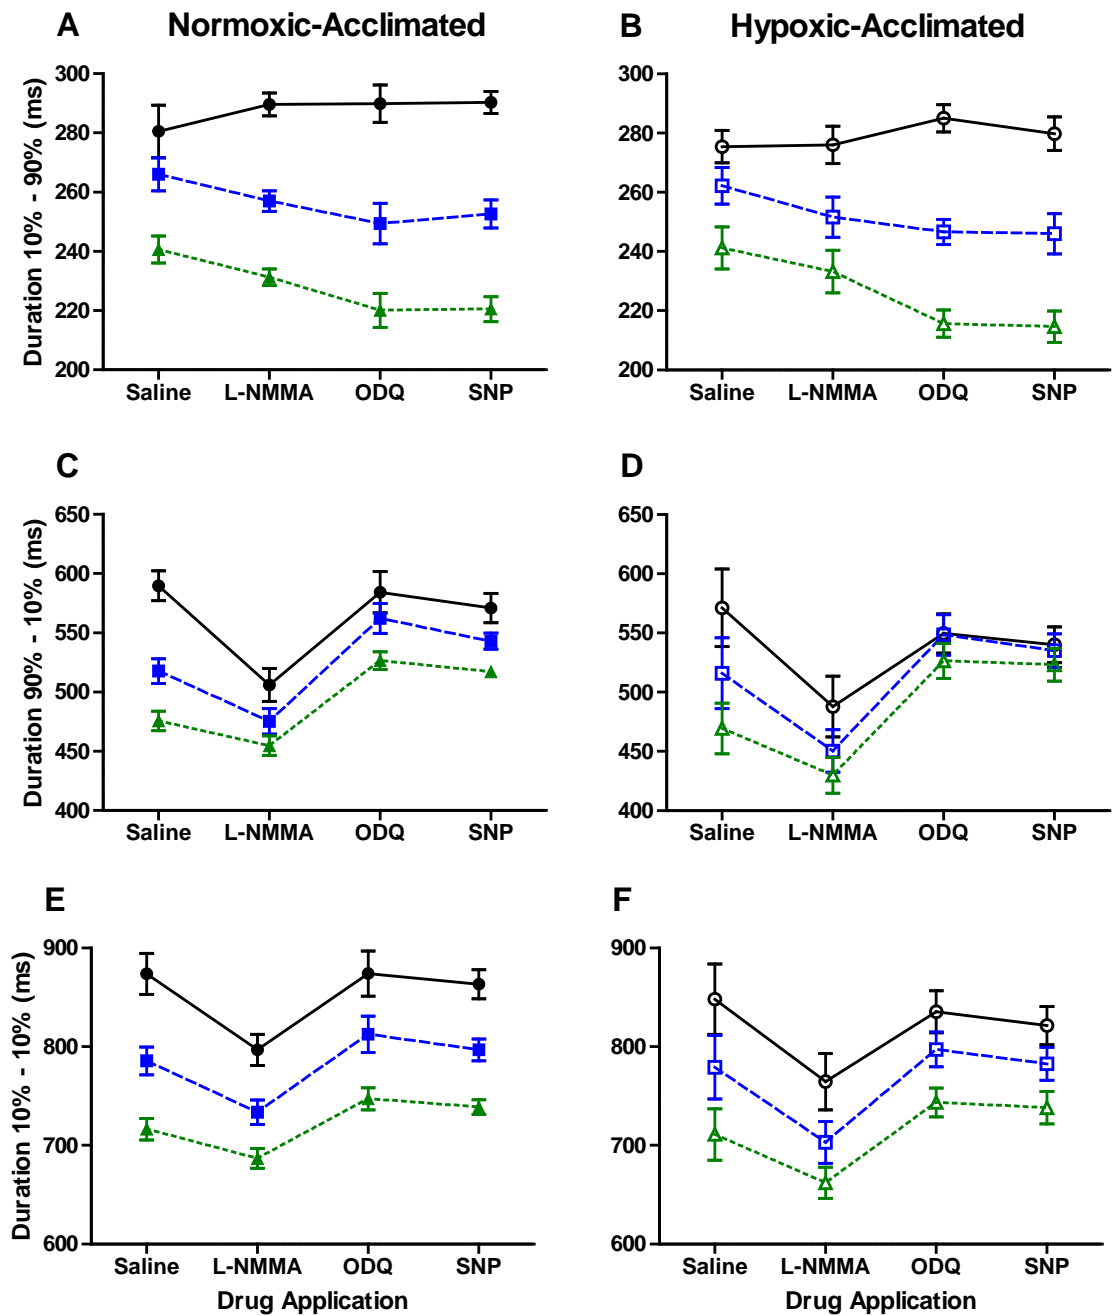 A Normoxic-Acclimated
B Hypoxic-Acclimated
Duration 10% - 90% (ms)
300
280
260
240
220
200
Saline L-NMMA ODQ SNP
300
280
260
240
220
200
Saline L-NMMA ODQ SNP
C
Duration 90% - 10% (ms)
650
600
550
500
450
400
Saline L-NMMA ODQ SNP
D
650
600
550
500
450
400
Saline L-NMMA ODQ SNP
E
Duration 10% - 10% (ms)
900
800
700
600
Saline L-NMMA ODQ SNP
Drug Application
F
900
800
700
600
Saline L-NMMA ODQ SNP
Drug Application